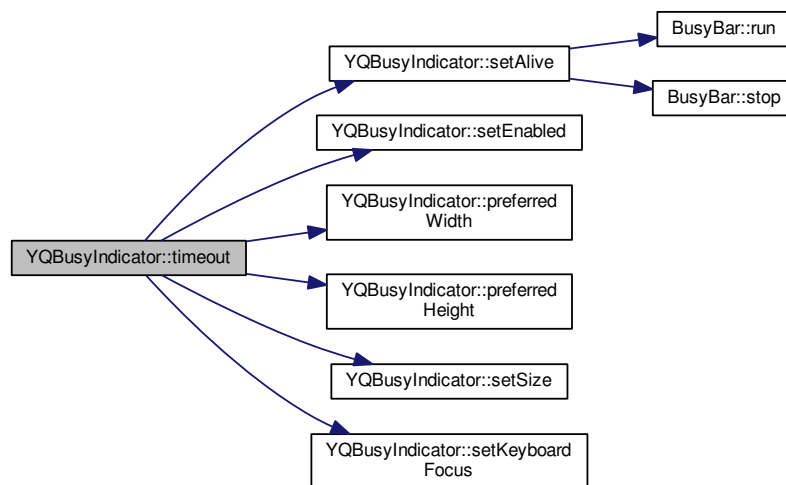 BusyBar::run
YQBusyIndicator::setAlive
BusyBar::stop
YQBusyIndicator::setEnabled
YQBusyIndicator::preferred
Width
YQBusyIndicator::timeout
YQBusyIndicator::preferred
Height
YQBusyIndicator::setSize
YQBusyIndicator::setKeyboard
Focus